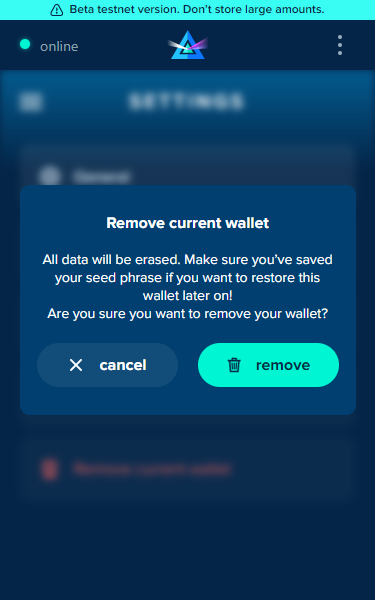 Beta testnet version. Don't store large amounts.
online
SETTINGS
General
Remove current wallet
All data will be erased. Make sure you've saved
your seed phrase if you want to restore this
wallet later on!
Are you sure you want to remove your wallet?
cancel
remove
Remove current wallet